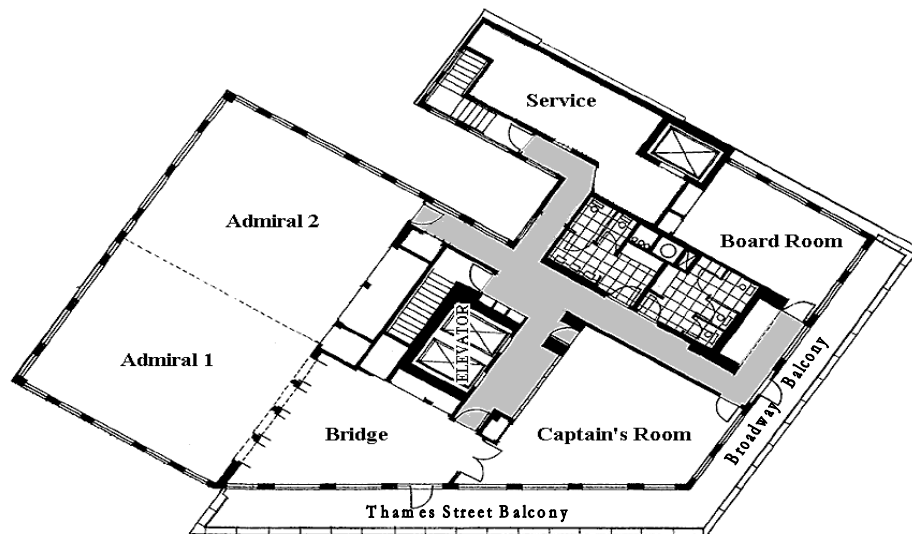 Service
Admiral 2
Board Room
ELEVATOR
Admiral 1
Bridge
Captain's Room
Broadway Balcony
Thames Street Balcony